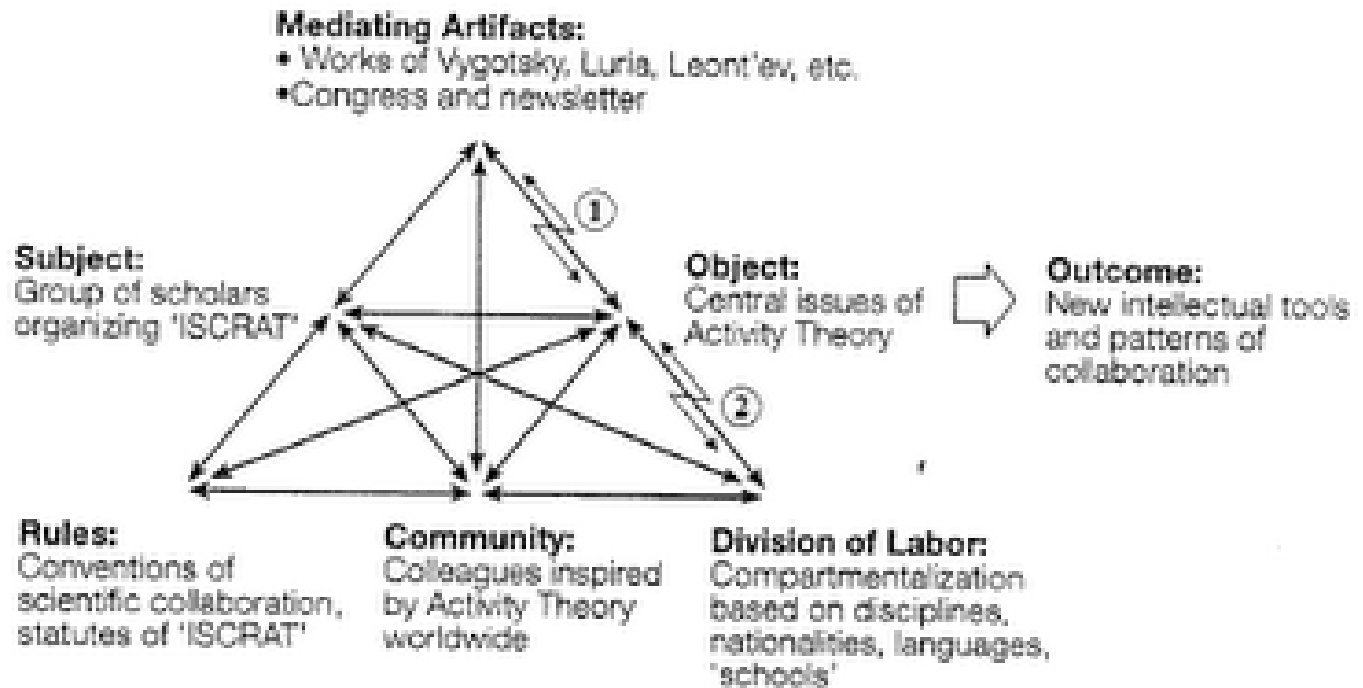 Mediating Artifacts:
• Works of Vygotsky, Luria, Leont'ev, etc.
•Congress and newsletter
1
Subject:
Group of scholars
organizing 'ISCRAT'
Object:
Central issues of
Activity Theory
Outcome:
New intellectual tools
and patterns of
collaboration
2
Rules:
Conventions of
scientific collaboration,
statutes of 'ISCRAT'
Community:
Colleagues inspired
by Activity Theory
worldwide
Division of Labor:
Compartmentalization
based on disciplines,
nationalities, languages,
'schools'